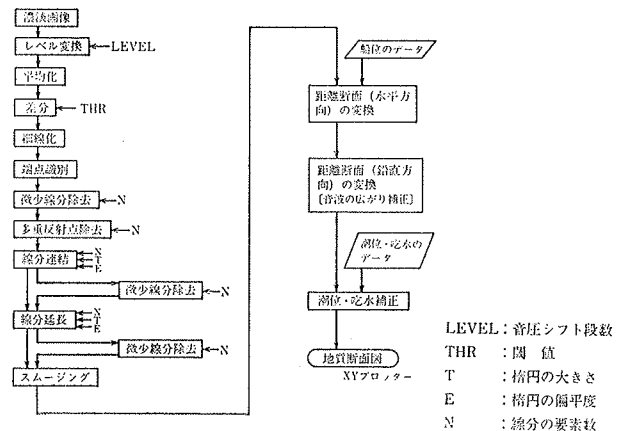 濃淡画像
レベル変換 LEVEL
平均化
差分 THR
細線化
端点識別
微少線分除去 N
多重反射点除去 N
線分連結 N
T
E
微少線分除去 N
線分延長 N
T
E
微少線分除去 N
スムージング
船位のデータ
距離断面(水平方
向)の変換
距離断面(鉛直方
向)の変換
[音波の広がり補正]
潮位・吃水の
データ
潮位・吃水補正
地質断面図
XYプロッター
LEVEL:音圧シフト段数
THR :閾 値
T :楕円の大きさ
E :楕円の偏平度
N :線分の要素数